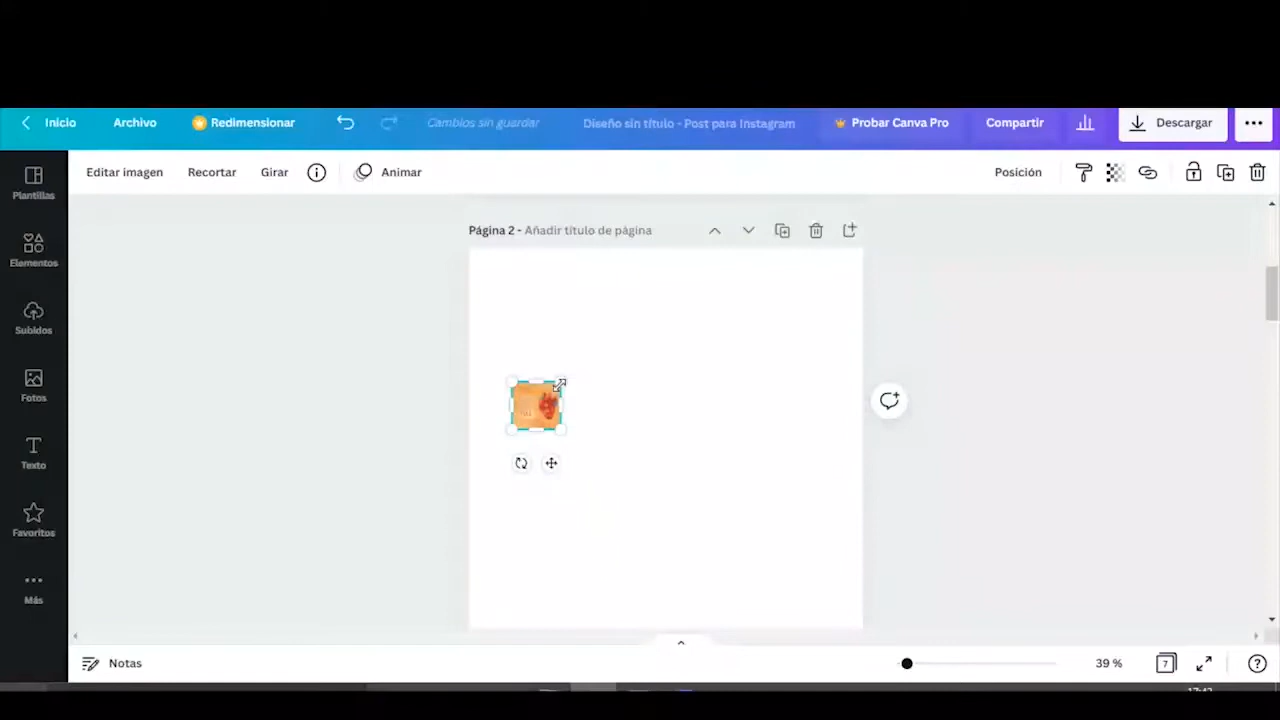 Inicio Archivo Redimensionar Cambios sin guardar Diseño sin título - Post para Instagram Probar Canva Pro Compartir Descargar
Editar imagen Recortar Girar Animar Posición
Plantillas
Elementos
Subidos
Fotos
Texto
Favoritos
Más
Página 2 - Añadir título de página
Notas 39 % 7